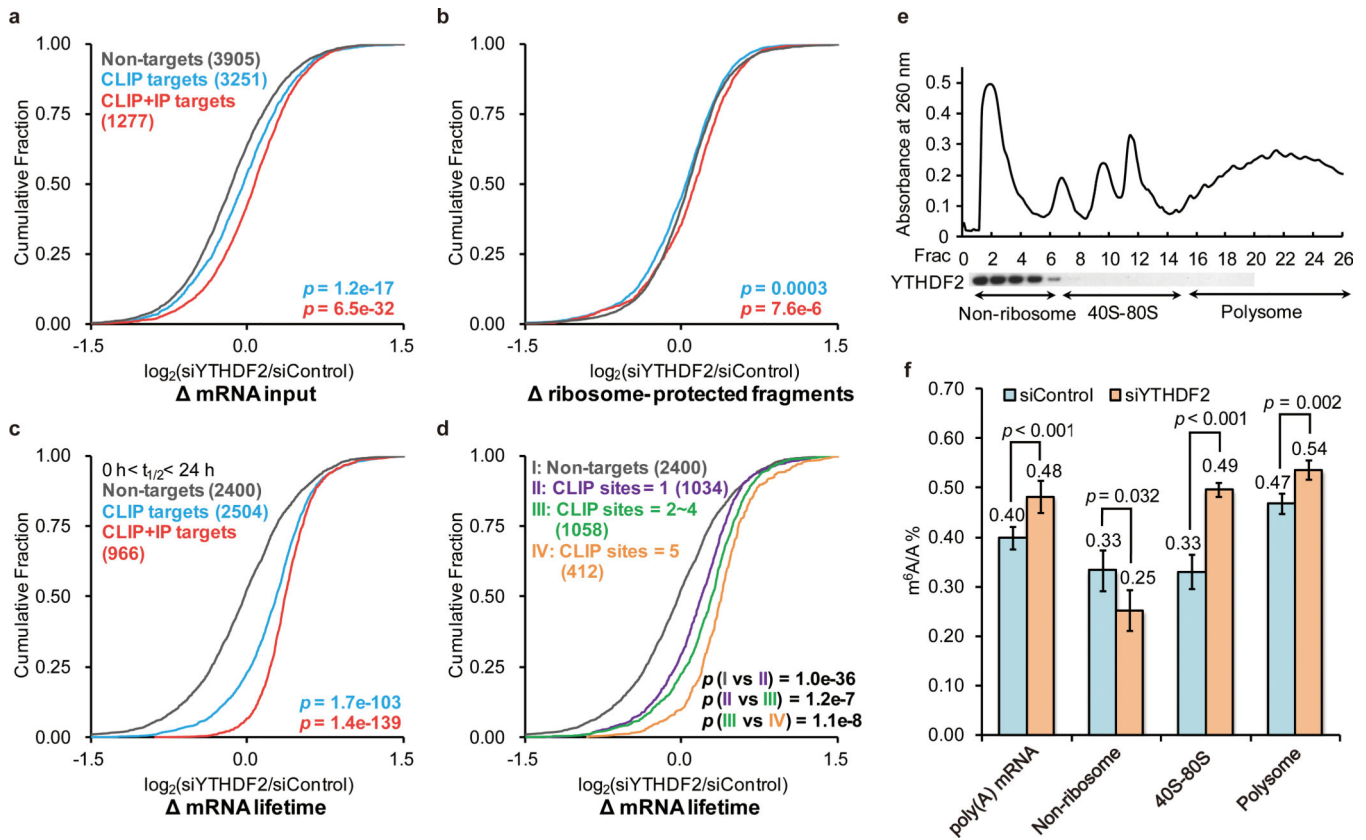 a
1.00
0.75
0.50
0.25
0.00
Cumulative Fraction
Non-targets (3905)
CLIP targets (3251)
CLIP+IP targets
(1277)
p = 1.2e-17
p = 6.5e-32
-1.5 0.0 1.5
log2(siYTHDF2/siControl)
Δ mRNA input
b
1.00
0.75
0.50
0.25
0.00
Cumulative Fraction
p = 0.0003
p = 7.6e-6
-1.5 0.0 1.5
log2(siYTHDF2/siControl)
Δ ribosome-protected fragments
c
1.00
0.75
0.50
0.25
0.00
Cumulative Fraction
0 h< t1/2< 24 h
Non-targets (2400)
CLIP targets (2504)
CLIP+IP targets
(966)
p = 1.7e-103
p = 1.4e-139
-1.5 0.0 1.5
log2(siYTHDF2/siControl)
Δ mRNA lifetime
d
1.00
0.75
0.50
0.25
0.00
Cumulative Fraction
I: Non-targets (2400)
II: CLIP sites = 1 (1034)
III: CLIP sites = 2~4
(1058)
IV: CLIP sites = 5
(412)
p (I vs II) = 1.0e-36
p (II vs III) = 1.2e-7
p (III vs IV) = 1.1e-8
-1.5 0.0 1.5
log2(siYTHDF2/siControl)
Δ mRNA lifetime
e
Absorbance at 260 nm
0.5
0.4
0.3
0.2
0.1
0
Frac 0 2 4 6 8 10 12 14 16 18 20 22 24 26
YTHDF2
Non-ribosome 40S-80S Polysome
f
m6A/A %
0.70
0.60
0.50
0.40
0.30
0.20
0.10
0.00
siControl siYTHDF2
p < 0.001
0.40 0.48
p = 0.032
0.33 0.25
p < 0.001
0.33 0.49
p = 0.002
0.47 0.54
poly(A) mRNA
Non-ribosome
40S-80S
Polysome